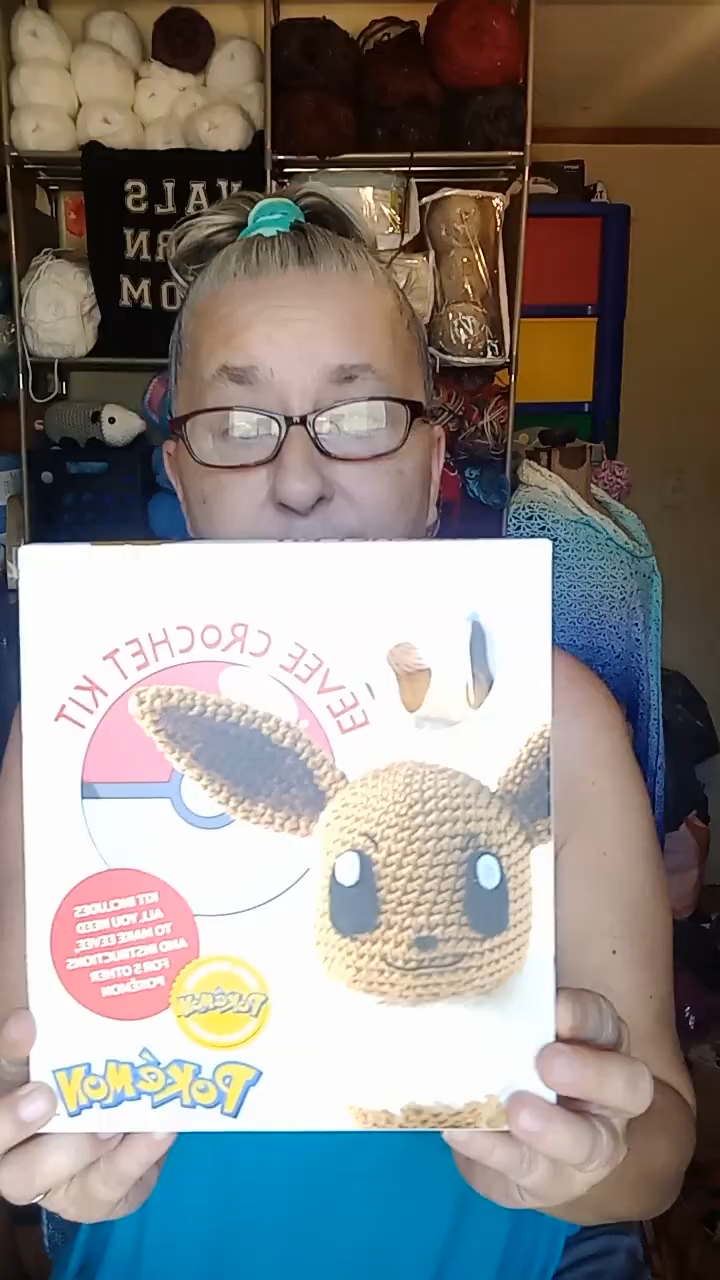 EEVEE CROCHET KIT
KIT INCLUDES
ALL YOU NEED
TO MAKE EEVEE,
AND INSTRUCTIONS
FOR 5 OTHER
POKÉMON
POKÉMON
POKÉMON